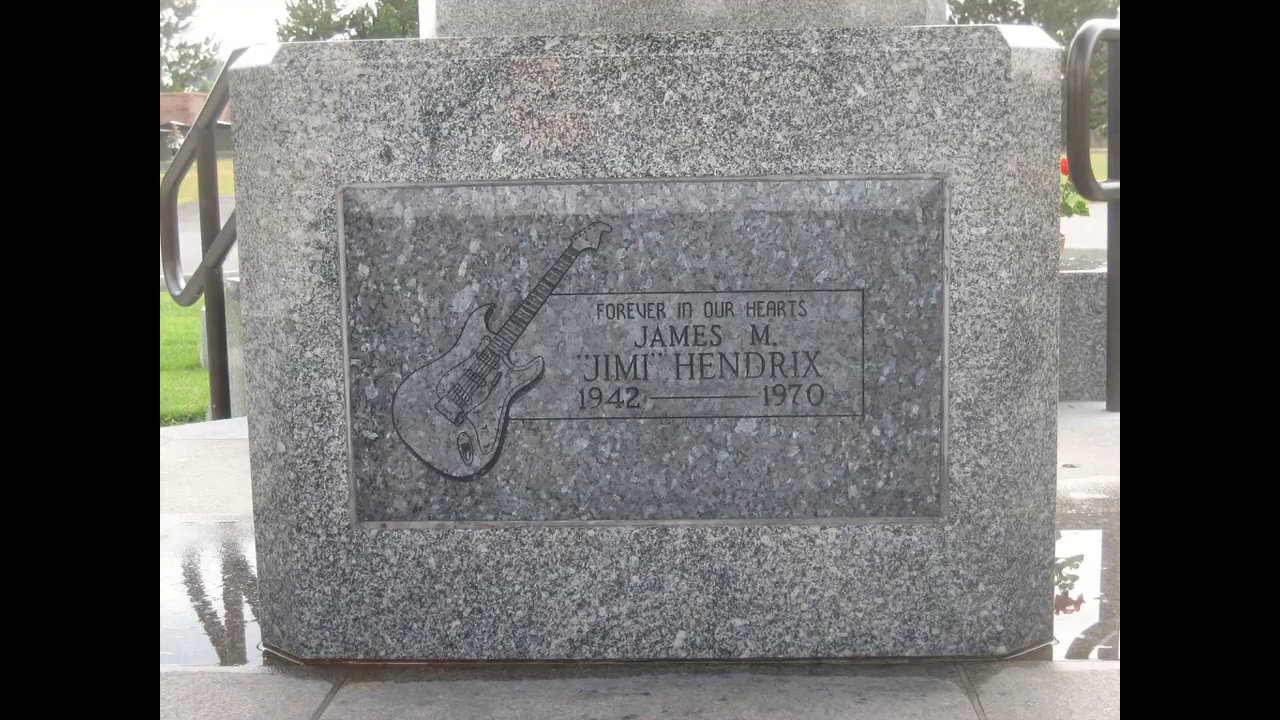 FOREVER IN OUR HEARTS
JAMES M.
"JIMI" HENDRIX
1942 — 1970